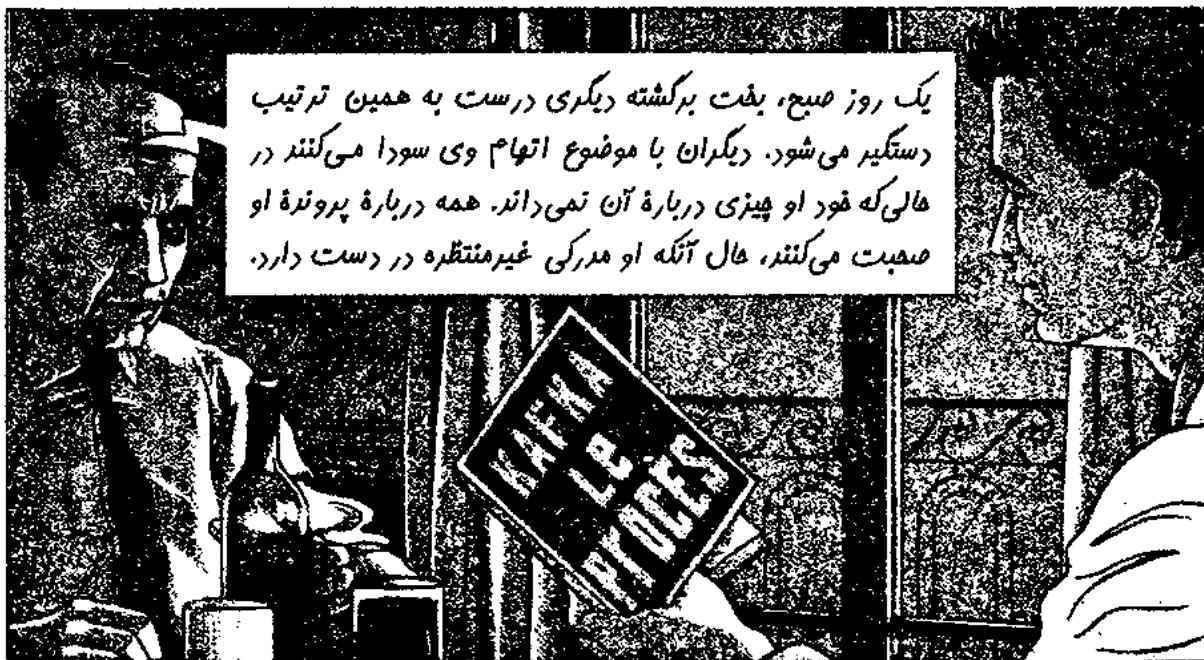 یک روز صبح، بخت برگشته دیگری درست به همین ترتیب
دستگیر می‌شود. دیگران با موضوع اتهام وی سودا می‌کنند در
حالی‌که خود او چیزی دربارهٔ آن نمی‌داند. همه دربارهٔ پروندهٔ او
صحبت می‌کنند، حال آنکه او مدرکی غیرمنتظره در دست دارد.
KAFKA
Le
PROCES